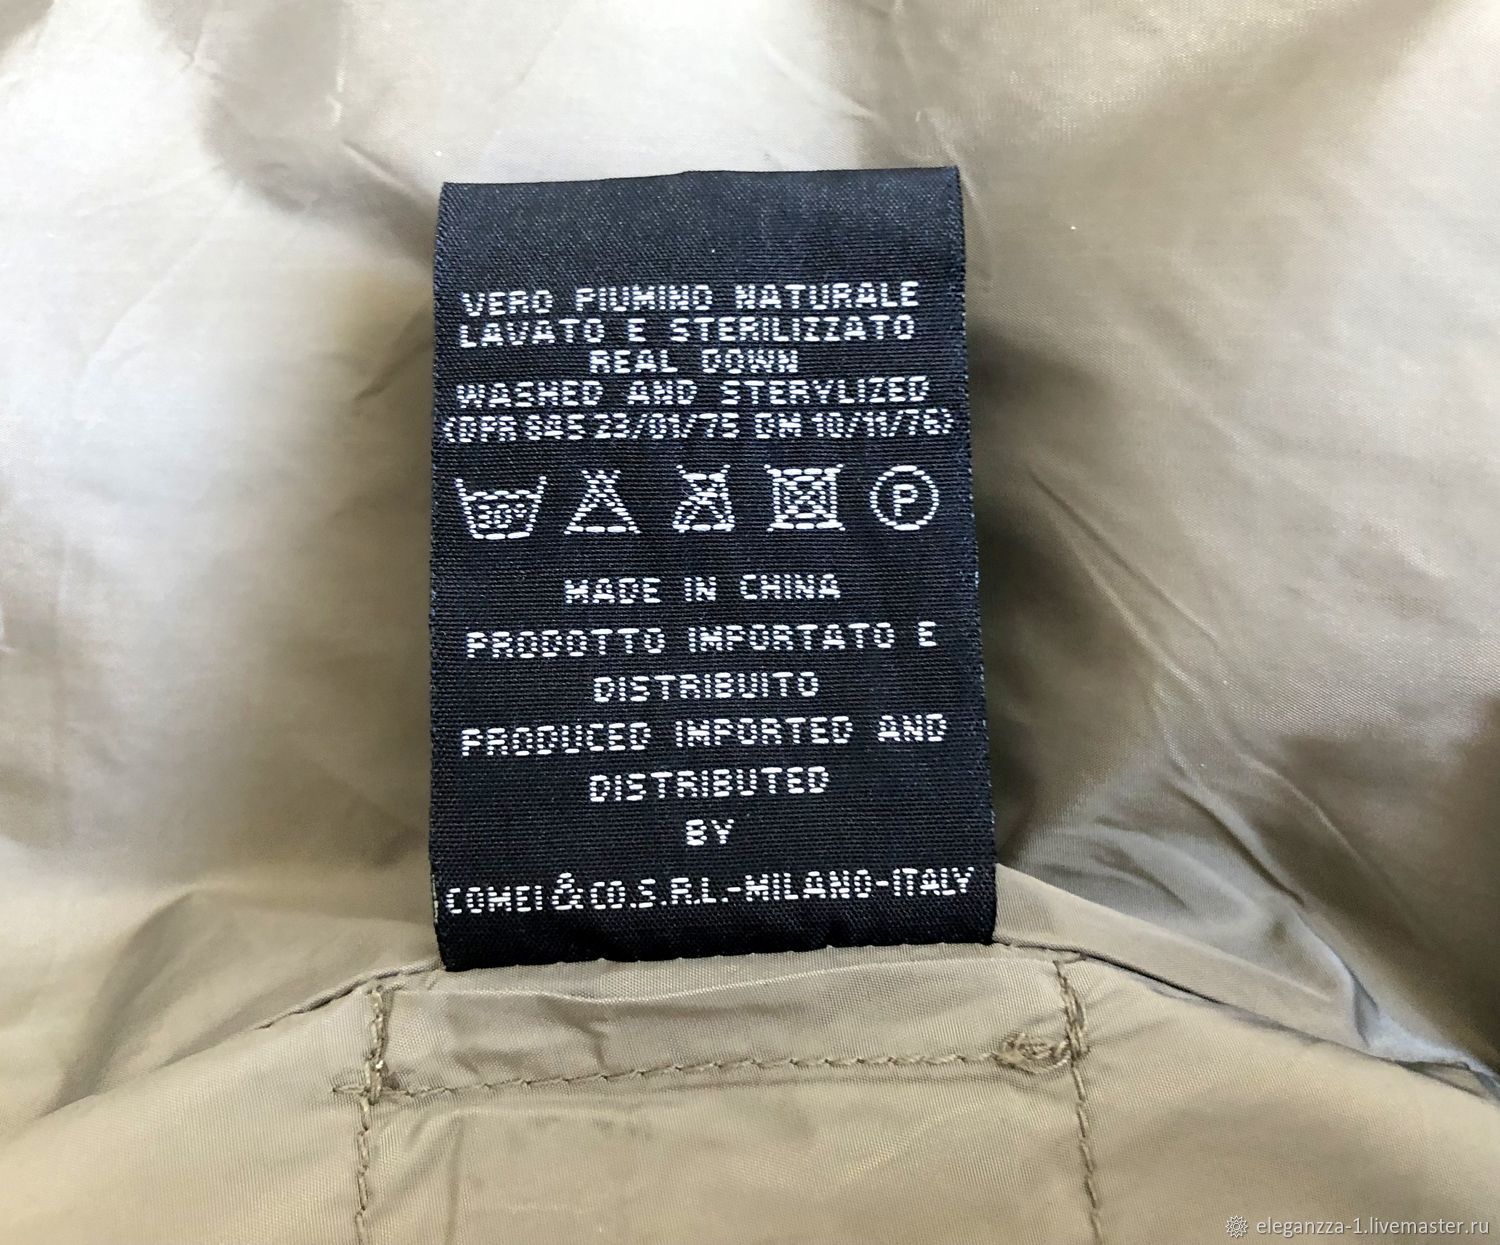 VERO PIUMINO NATURALE
LAVATO E STERILIZZATO
REAL DOWN
WASHED AND STERYLIZED
(DPR 845 23/01/75 DM 10/11/76)
30° P
MADE IN CHINA
PRODOTTO IMPORTATO E
DISTRIBUITO
PRODUCED IMPORTED AND
DISTRIBUTED
BY
COMEI & CO.S.R.L.-MILANO-ITALY
eleganzza-1.livemaster.ru